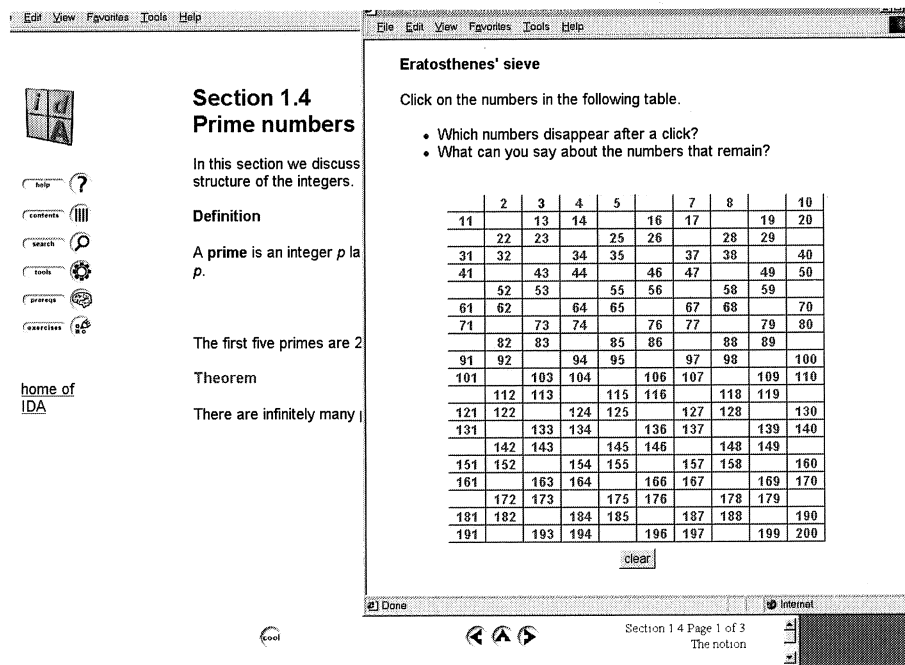 Edit View Favorites Tools Help
id
A
help
contents
search
tools
prereqs
exercises
home of
IDA
Section 1.4
Prime numbers
In this section we discuss
structure of the integers.
Definition
A prime is an integer p la
p.
The first five primes are 2
Theorem
There are infinitely many
cool
Section 1 4 Page 1 of 3
The notion
File Edit View Favorites Tools Help
Eratosthenes' sieve
Click on the numbers in the following table.
• Which numbers disappear after a click?
• What can you say about the numbers that remain?
2 3 4 5 7 8 10
11 13 14 16 17 19 20
22 23 25 26 28 29
31 32 34 35 37 38 40
41 43 44 46 47 49 50
52 53 55 56 58 59
61 62 64 65 67 68 70
71 73 74 76 77 79 80
82 83 85 86 88 89
91 92 94 95 97 98 100
101 103 104 106 107 109 110
112 113 115 116 118 119
121 122 124 125 127 128 130
131 133 134 136 137 139 140
142 143 145 146 148 149
151 152 154 155 157 158 160
161 163 164 166 167 169 170
172 173 175 176 178 179
181 182 184 185 187 188 190
191 193 194 196 197 199 200
clear
Done
Internet